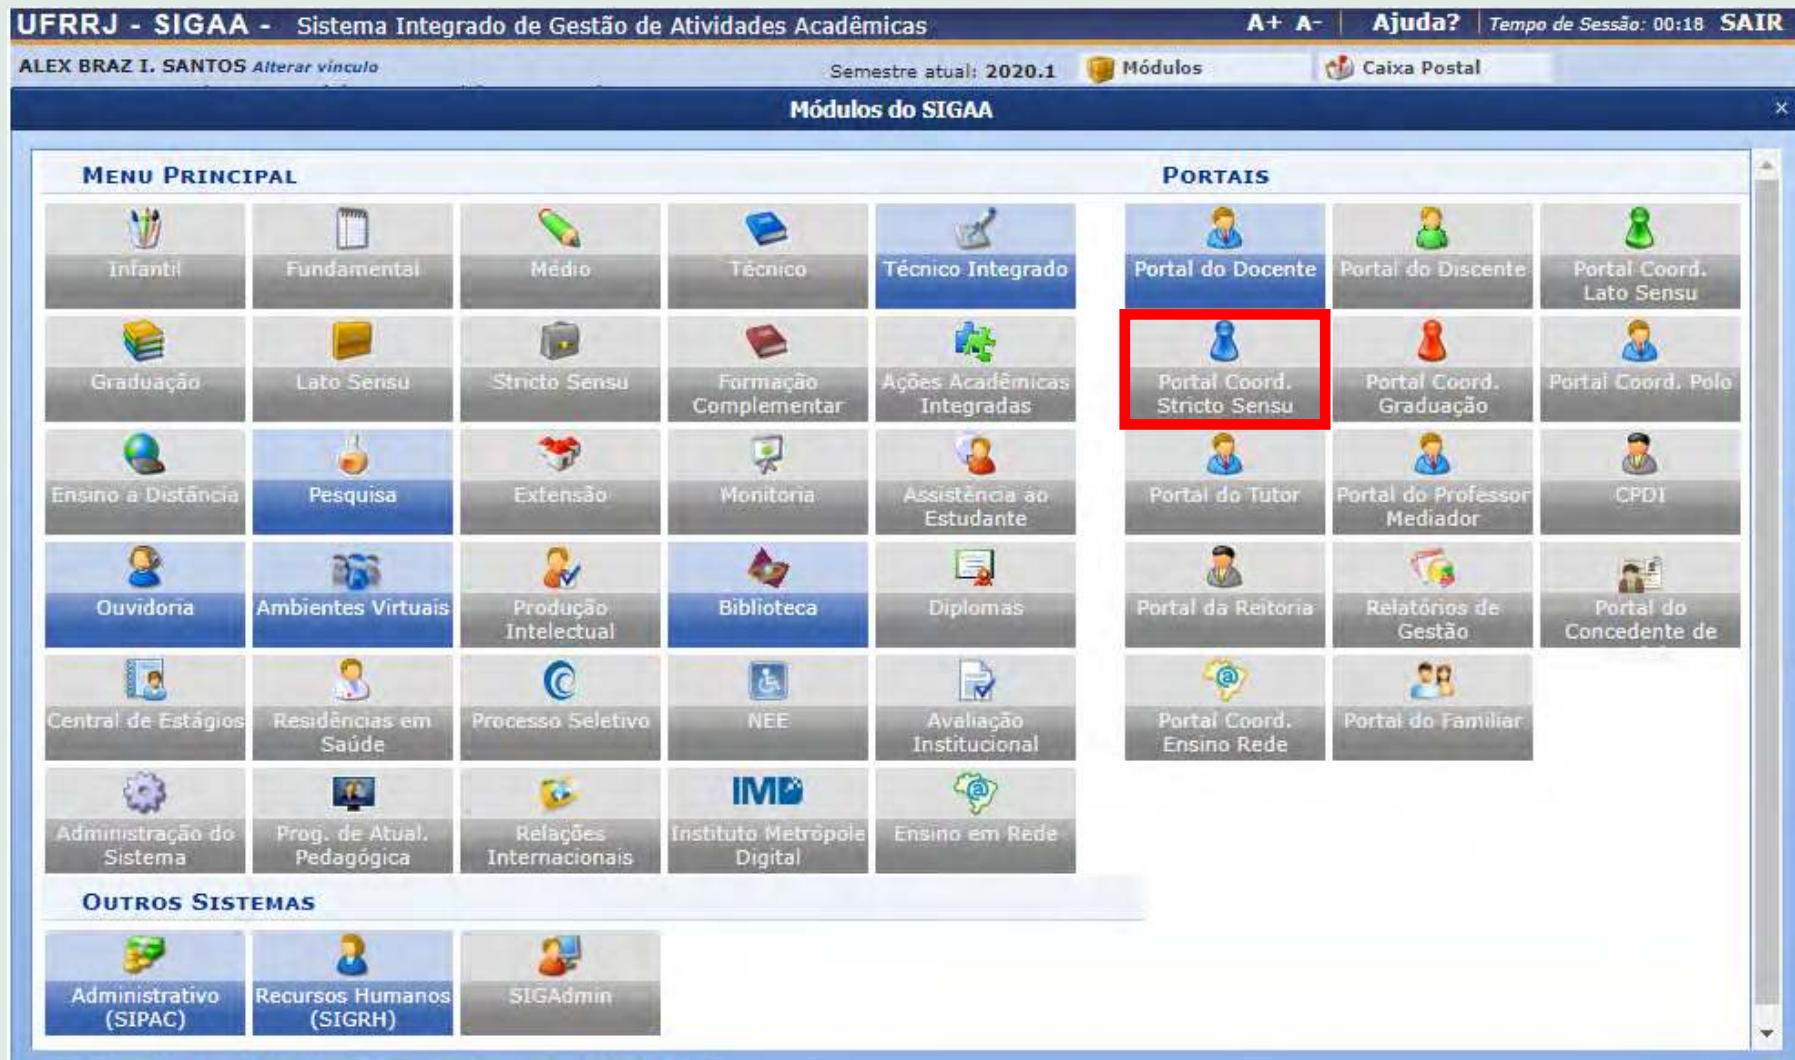 UFRRJ - SIGAA - Sistema Integrado de Gestão de Atividades Acadêmicas A+ A- | Ajuda? | Tempo de Sessão: 00:18 SAIR
ALEX BRAZ I. SANTOS Alterar vínculo Semestre atual: 2020.1 Módulos Caixa Postal
Módulos do SIGAA ×
MENU PRINCIPAL
Infantil
Fundamental
Médio
Técnico
Técnico Integrado
Graduação
Lato Sensu
Stricto Sensu
Formação
Complementar
Ações Acadêmicas
Integradas
Ensino a Distância
Pesquisa
Extensão
Monitoria
Assistência ao
Estudante
Ouvidoria
Ambientes Virtuais
Produção
Intelectual
Biblioteca
Diplomas
Central de Estágios
Residências em
Saúde
Processo Seletivo
NEE
Avaliação
Institucional
Administração do
Sistema
Prog. de Atual.
Pedagógica
Relações
Internacionais
IMD
Instituto Metrópole
Digital
Ensino em Rede
PORTAIS
Portal do Docente
Portal do Discente
Portal Coord.
Lato Sensu
Portal Coord.
Stricto Sensu
Portal Coord.
Graduação
Portal Coord. Polo
Portal do Tutor
Portal do Professor
Mediador
CPDI
Portal da Reitoria
Relatórios de
Gestão
Portal do
Concedente de
Portal Coord.
Ensino Rede
Portal do Familiar
OUTROS SISTEMAS
Administrativo
(SIPAC)
Recursos Humanos
(SIGRH)
SIGAdmin